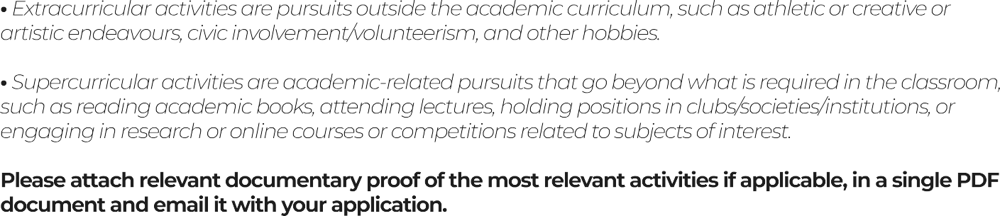 • Extracurricular activities are pursuits outside the academic curriculum, such as athletic or creative or
artistic endeavours, civic involvement/volunteerism, and other hobbies.
• Supercurricular activities are academic-related pursuits that go beyond what is required in the classroom,
such as reading academic books, attending lectures, holding positions in clubs/societies/institutions, or
engaging in research or online courses or competitions related to subjects of interest.
Please attach relevant documentary proof of the most relevant activities if applicable, in a single PDF
document and email it with your application.